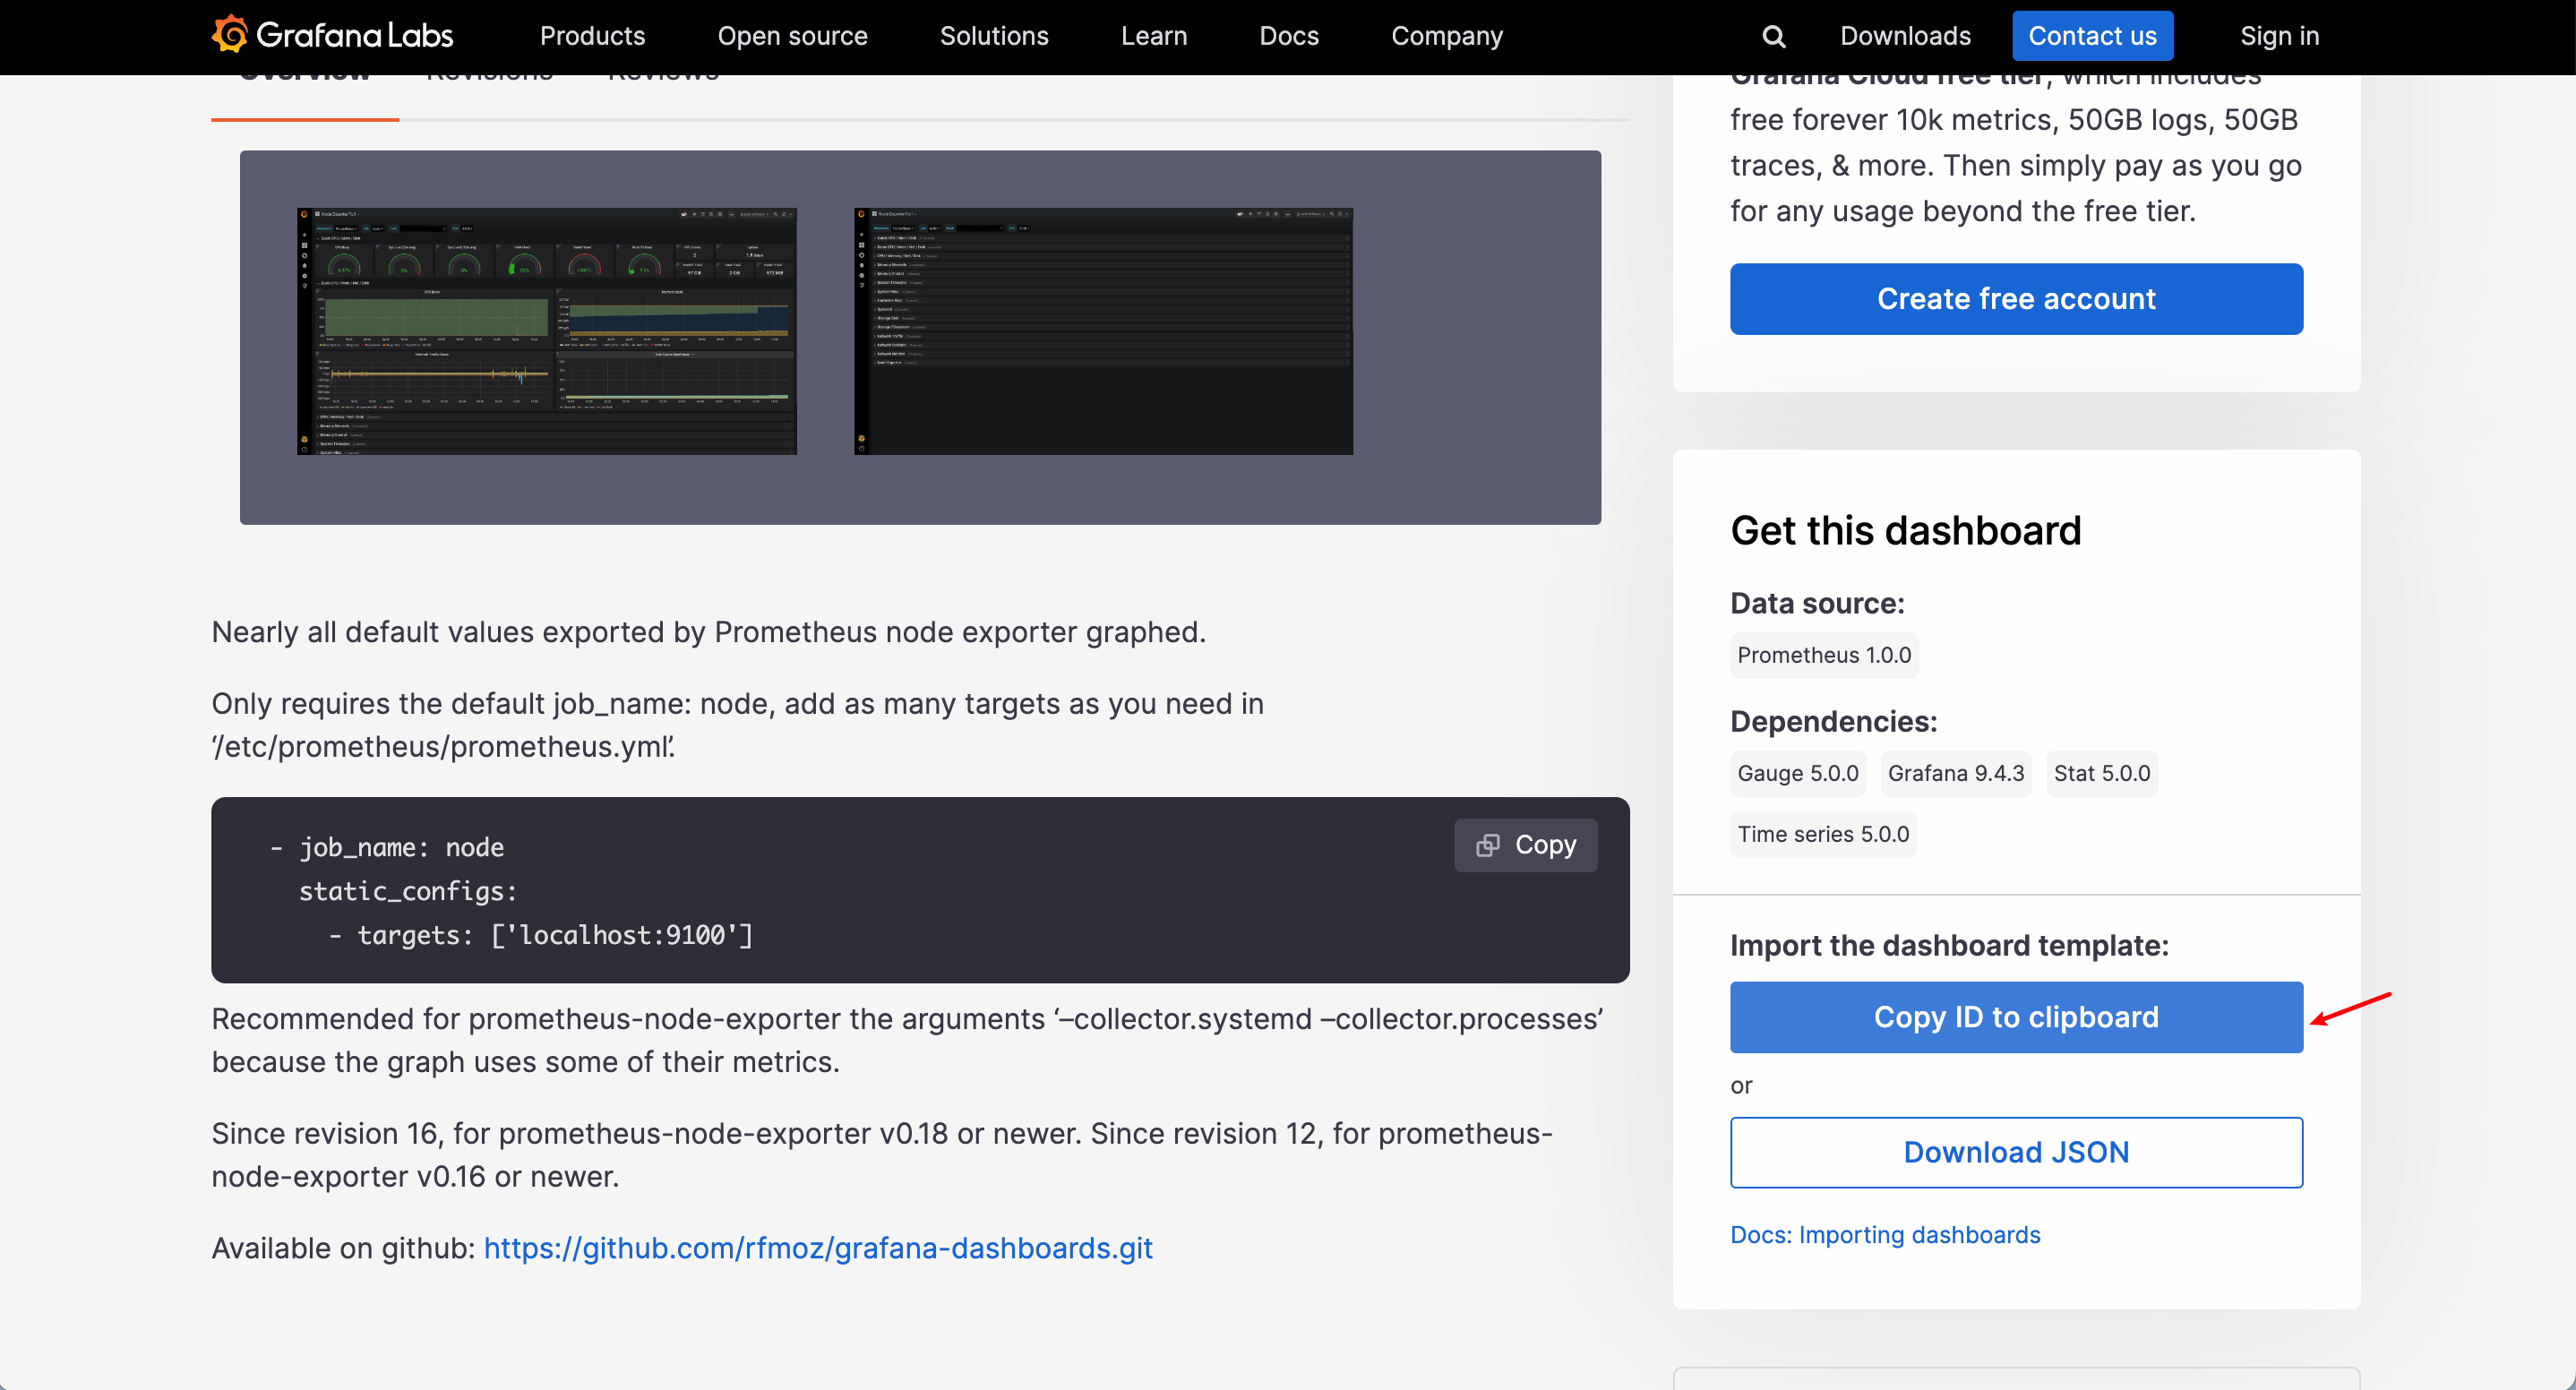 Grafana Labs
Products
Open source
Solutions
Learn
Docs
Company
Downloads
Contact us
Sign in
Overview
Revisions
Reviews
Nearly all default values exported by Prometheus node exporter graphed.
Only requires the default job_name: node, add as many targets as you need in
‘/etc/prometheus/prometheus.yml’.
- job_name: node
static_configs:
- targets: ['localhost:9100']
Copy
Recommended for prometheus-node-exporter the arguments ‘–collector.systemd –collector.processes’
because the graph uses some of their metrics.
Since revision 16, for prometheus-node-exporter v0.18 or newer. Since revision 12, for prometheus-
node-exporter v0.16 or newer.
Available on github: https://github.com/rfmoz/grafana-dashboards.git
Grafana Cloud free tier, which includes
free forever 10k metrics, 50GB logs, 50GB
traces, & more. Then simply pay as you go
for any usage beyond the free tier.
Create free account
Get this dashboard
Data source:
Prometheus 1.0.0
Dependencies:
Gauge 5.0.0
Grafana 9.4.3
Stat 5.0.0
Time series 5.0.0
Import the dashboard template:
Copy ID to clipboard
or
Download JSON
Docs: Importing dashboards